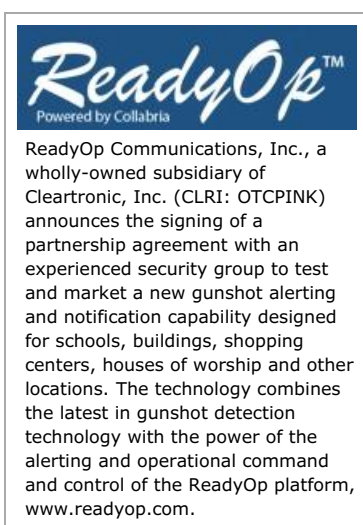 ReadyOp™
Powered by Collabria
ReadyOp Communications, Inc., a
wholly-owned subsidiary of
Cleartronic, Inc. (CLRI: OTCPINK)
announces the signing of a
partnership agreement with an
experienced security group to test
and market a new gunshot alerting
and notification capability designed
for schools, buildings, shopping
centers, houses of worship and other
locations. The technology combines
the latest in gunshot detection
technology with the power of the
alerting and operational command
and control of the ReadyOp platform,
www.readyop.com.